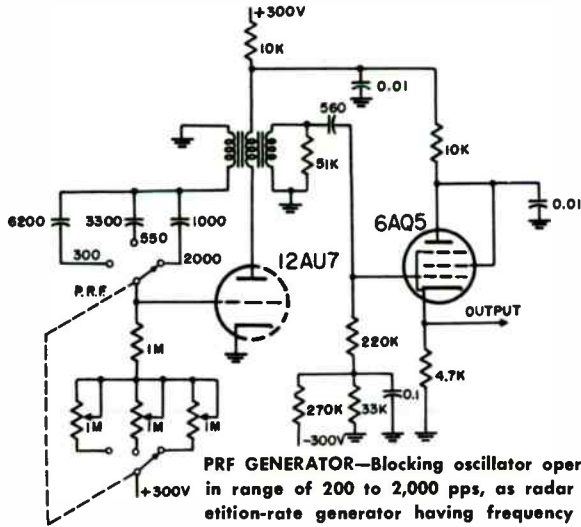 +300V
10K
0.01
560
51K
10K
0.01
6AQ5
6200
3300
1000
550
300
2000
12AU7
P.R.F.
OUTPUT
1M
220K
4.7K
1M
1M
1M
270K
33K
0.1
-300V
+300V
PRF GENERATOR—Blocking oscillator oper
in range of 200 to 2,000 pps, as radar
etition-rate generator having frequency